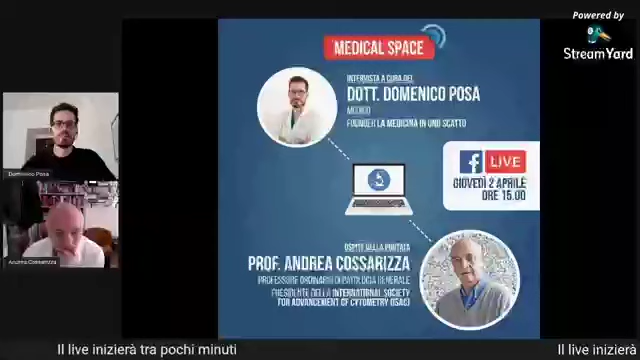 Powered by
StreamYard
MEDICAL SPACE
INTERVISTA A CURA DEL
DOTT. DOMENICO POSA
MEDICO
FOUNDER LA MEDICINA IN UNO SCATTO
LIVE
GIOVEDÌ 2 APRILE
ORE 15.00
Domenico Posa
Andrea Cossarizza
OSPITE DELLA PUNTATA
PROF. ANDREA COSSARIZZA
PROFESSORE ORDINARIO DI PATOLOGIA GENERALE
PRESIDENTE DELLA INTERNATIONAL SOCIETY
FOR ADVANCEMENT OF CYTOMETRY (ISAC)
Il live inizierà tra pochi minuti
Il live inizierà